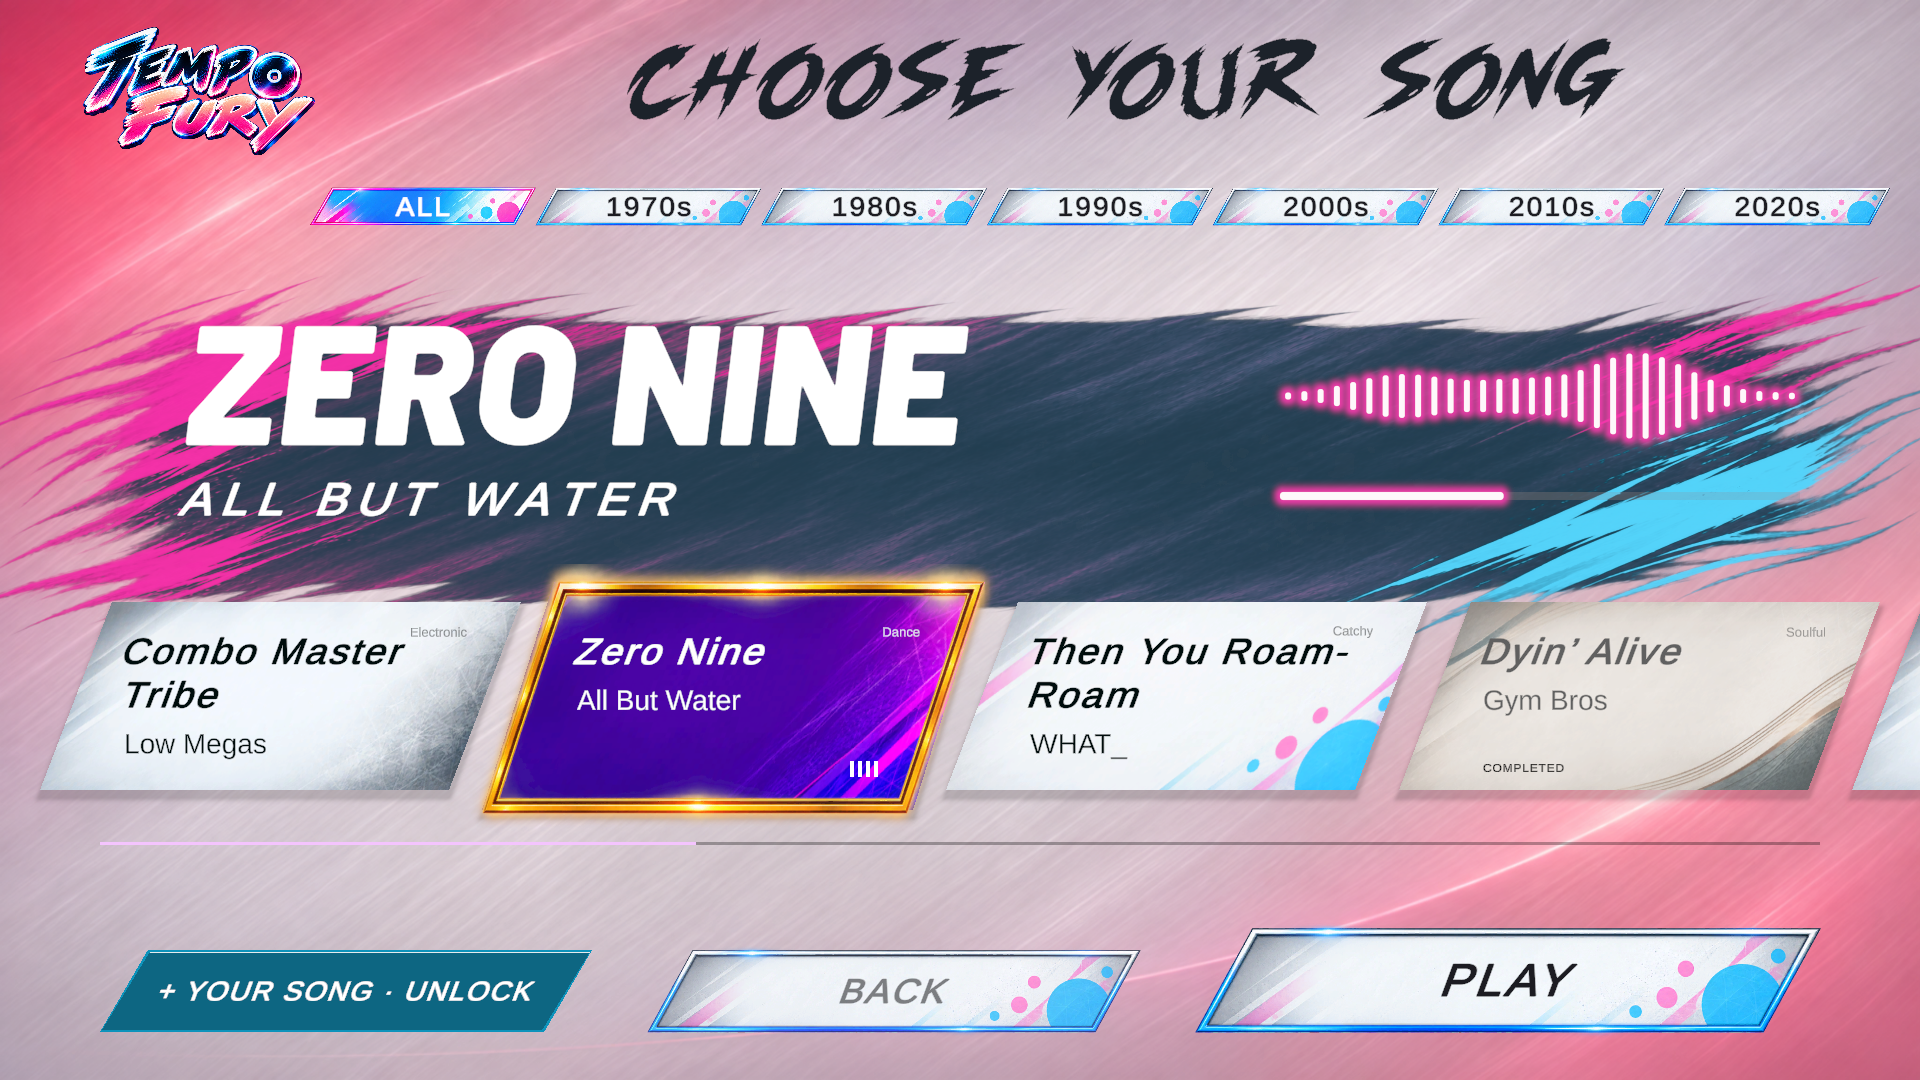 TEMPO
FURY
CHOOSE YOUR SONG
ALL
1970s
1980s
1990s
2000s
2010s
2020s
ZERO NINE
ALL BUT WATER
Combo Master
Tribe
Electronic
Low Megas
Zero Nine
Dance
All But Water
Then You Roam-
Roam
Catchy
WHAT_
Dyin’ Alive
Soulful
Gym Bros
COMPLETED
+ YOUR SONG · UNLOCK
BACK
PLAY